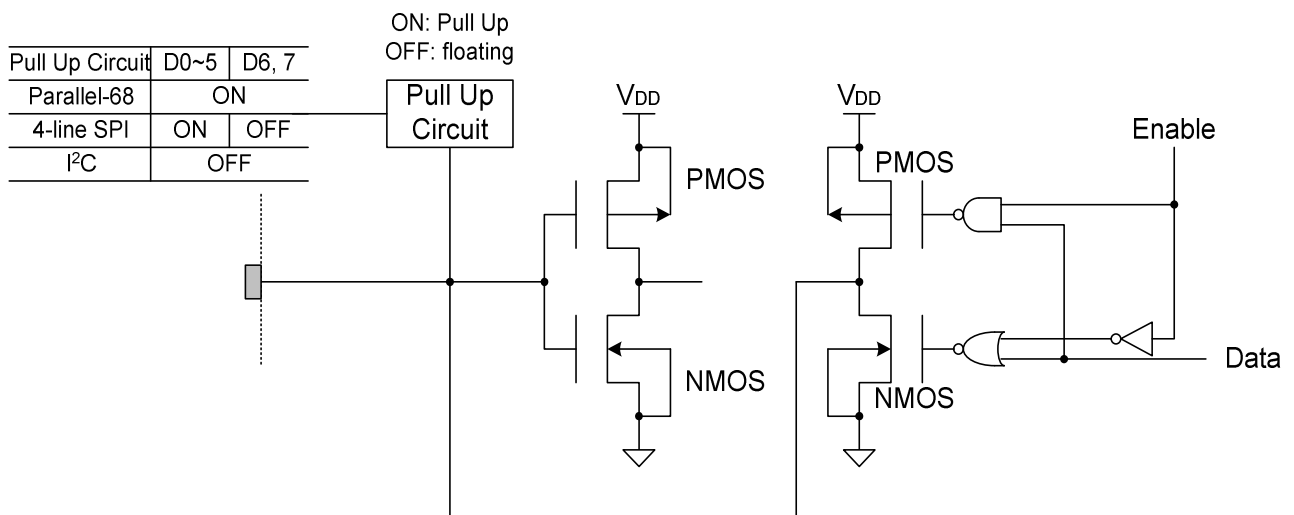 ON: Pull Up
OFF: floating
Pull Up Circuit D0~5 D6, 7
Parallel-68 ON
4-line SPI ON OFF
I²C OFF
Pull Up
Circuit
VDD
PMOS
NMOS
VDD
PMOS
NMOS
Enable
Data